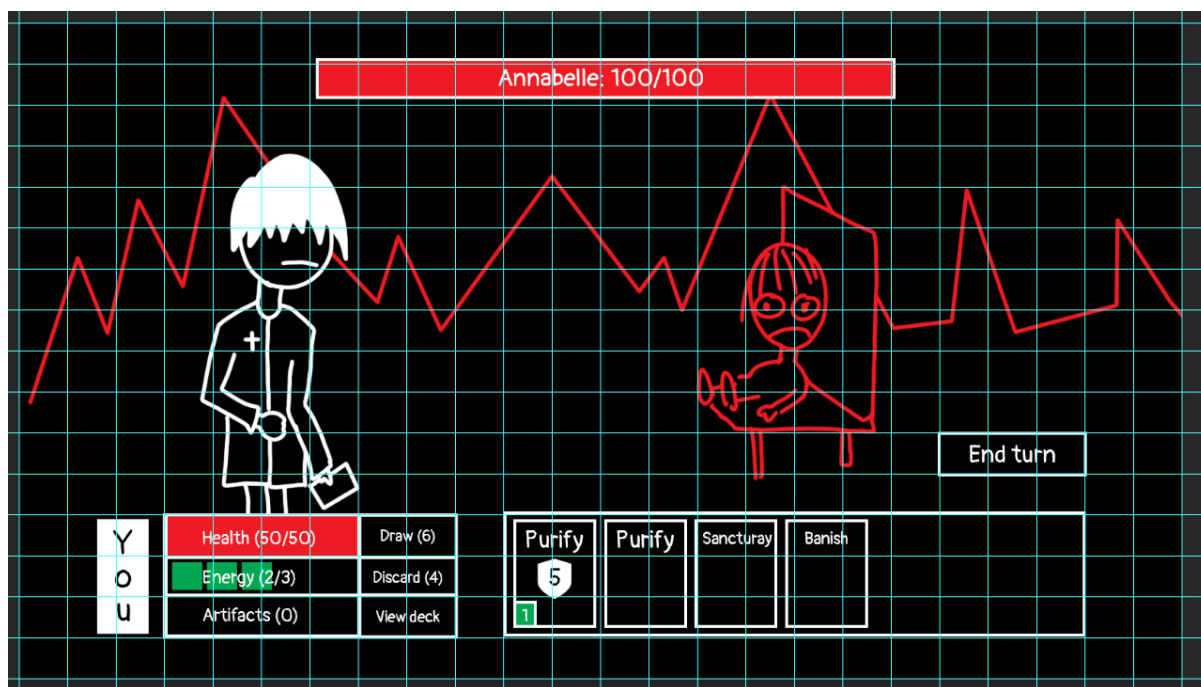 Annabelle: 100/100
End turn
You
Health (50/50)
Draw (6)
Energy (2/3)
Discard (4)
Artifacts (0)
View deck
Purify
5
1
Purify
Sancturay
Banish